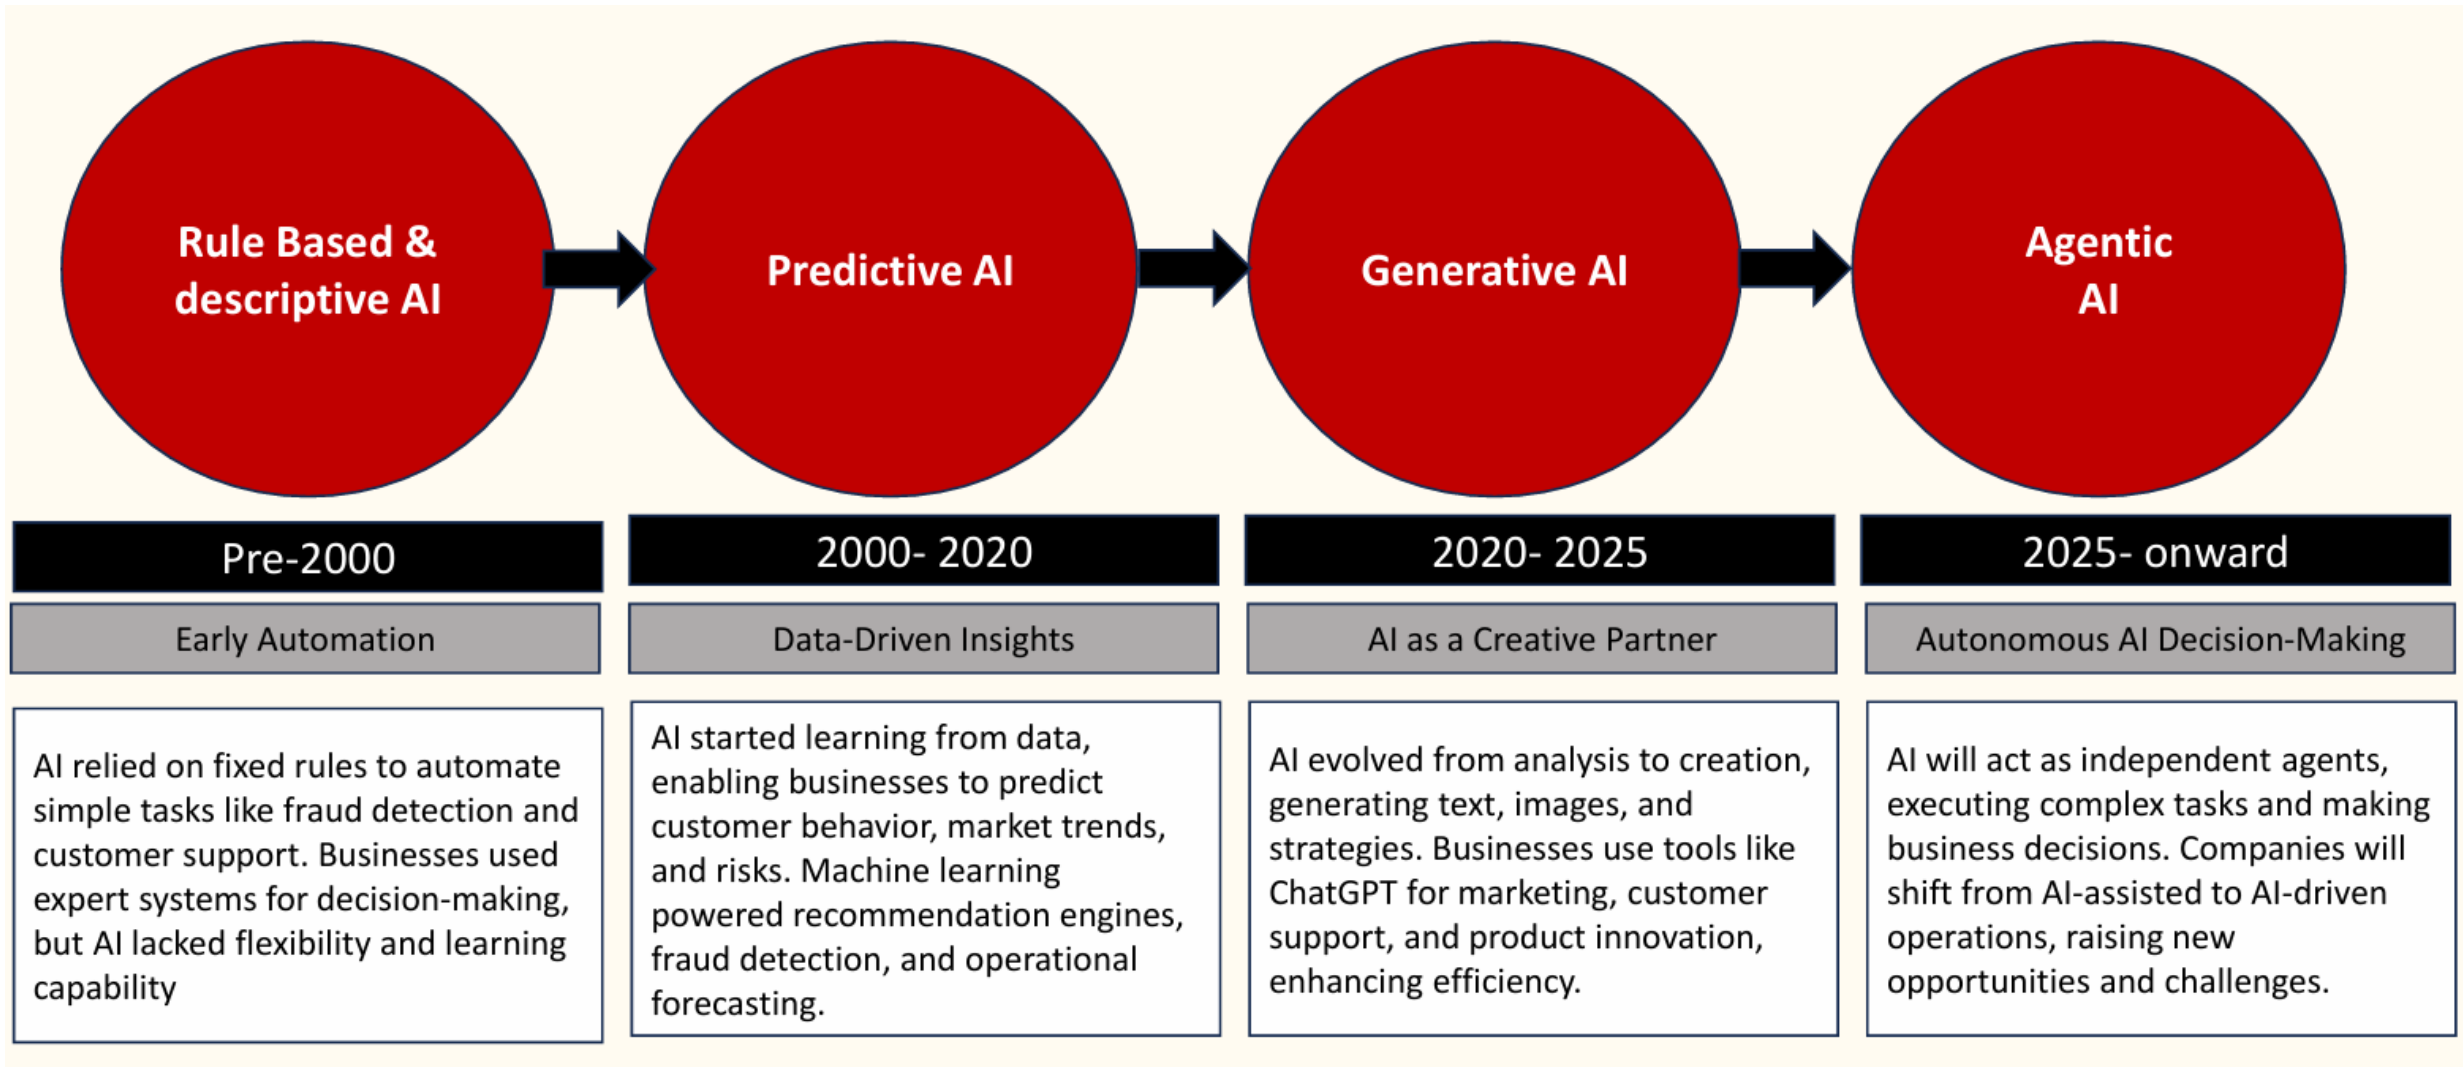 Rule Based &
descriptive AI
Predictive AI
Generative AI
Agentic
AI
Pre-2000
2000- 2020
2020- 2025
2025- onward
Early Automation
Data-Driven Insights
AI as a Creative Partner
Autonomous AI Decision-Making
AI relied on fixed rules to automate
simple tasks like fraud detection and
customer support. Businesses used
expert systems for decision-making,
but AI lacked flexibility and learning
capability
AI started learning from data,
enabling businesses to predict
customer behavior, market trends,
and risks. Machine learning
powered recommendation engines,
fraud detection, and operational
forecasting.
AI evolved from analysis to creation,
generating text, images, and
strategies. Businesses use tools like
ChatGPT for marketing, customer
support, and product innovation,
enhancing efficiency.
AI will act as independent agents,
executing complex tasks and making
business decisions. Companies will
shift from AI-assisted to AI-driven
operations, raising new
opportunities and challenges.